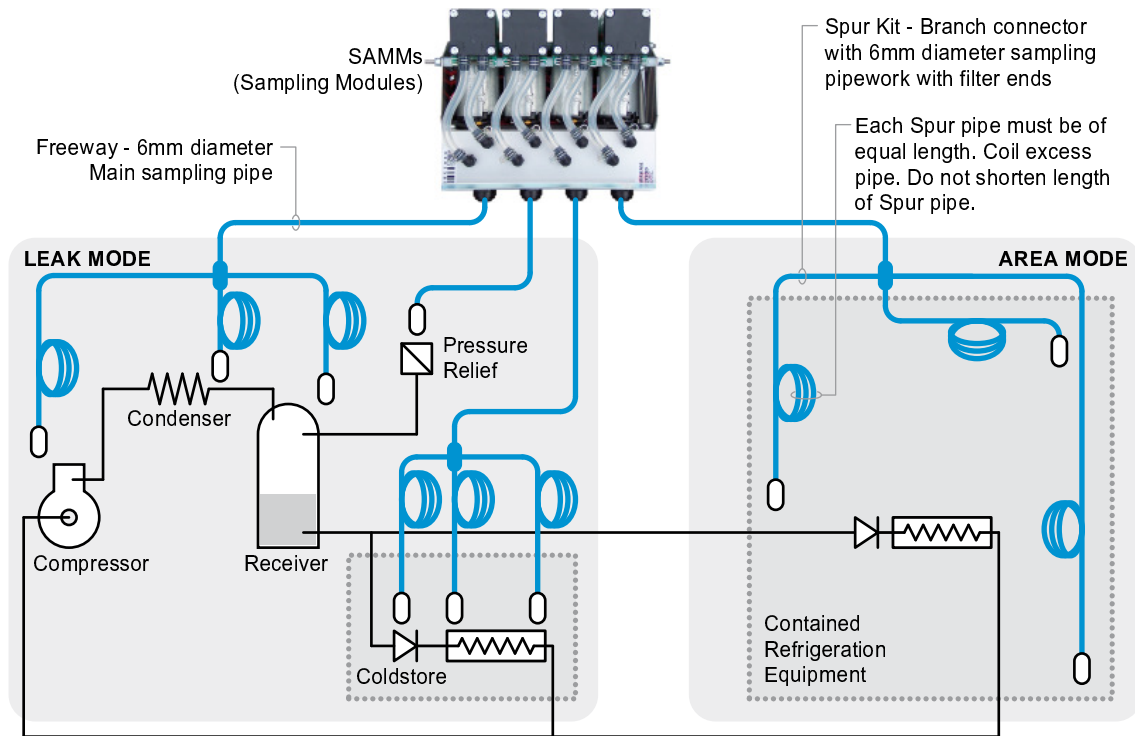 SAMMs
(Sampling Modules)
Spur Kit - Branch connector
with 6mm diameter sampling
pipework with filter ends
Each Spur pipe must be of
equal length. Coil excess
pipe. Do not shorten length
of Spur pipe.
Freeway - 6mm diameter
Main sampling pipe
LEAK MODE
AREA MODE
Pressure
Relief
Condenser
Compressor
Receiver
Coldstore
Contained
Refrigeration
Equipment